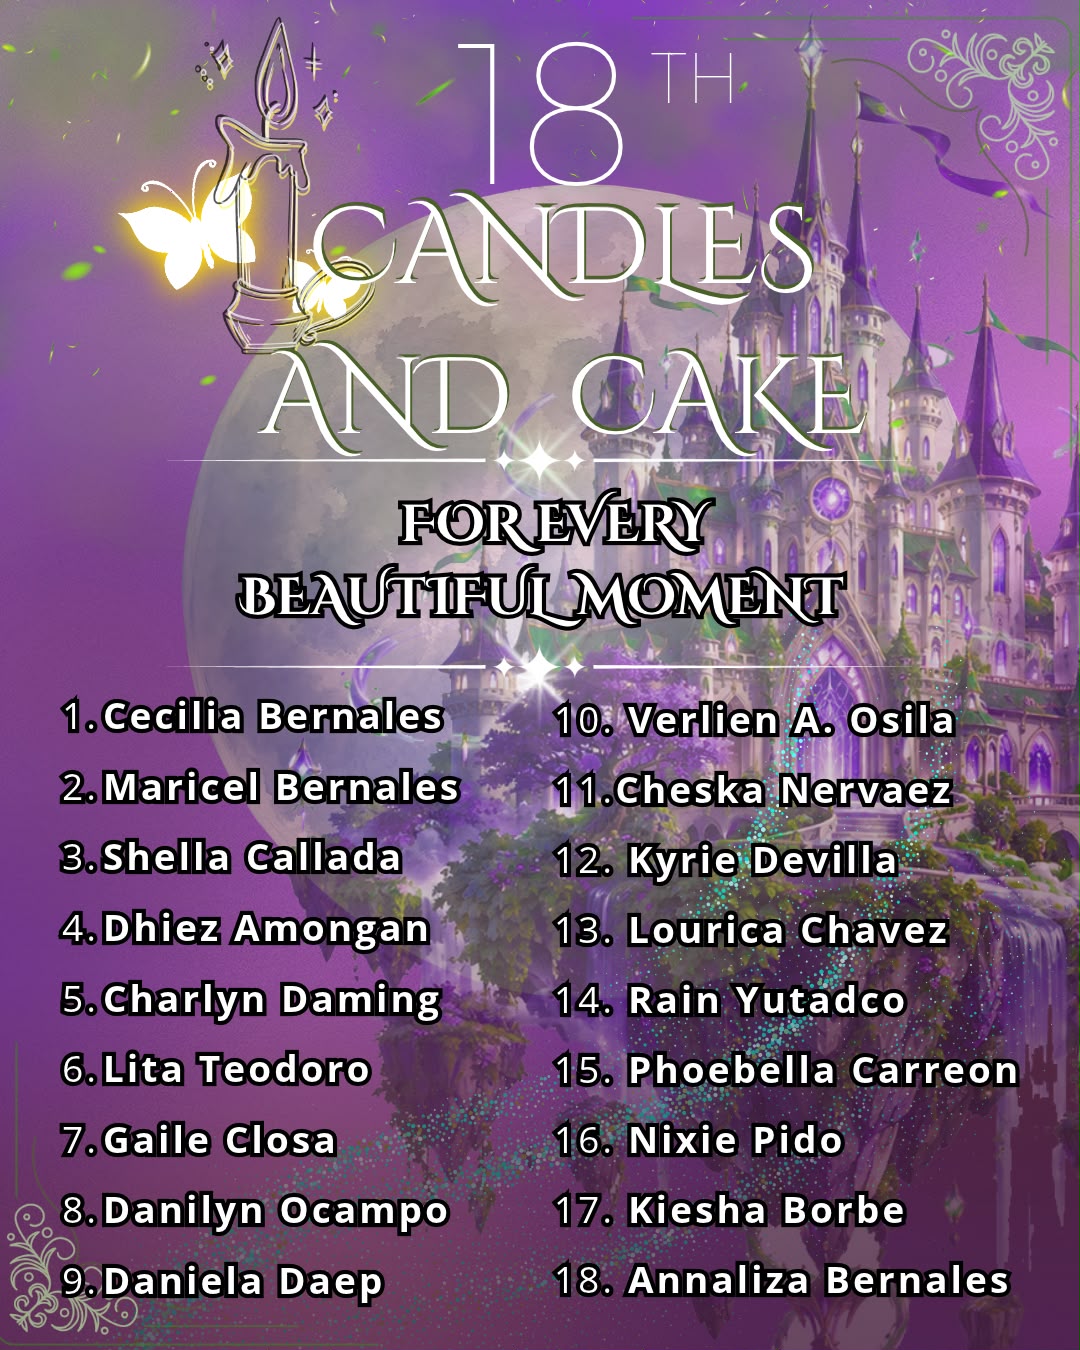 18TH
CANDLES
AND CAKE
FOR EVERY
BEAUTIFUL MOMENT
1. Cecilia Bernales
2. Maricel Bernales
3. Shella Callada
4. Dhiez Amongan
5. Charlyn Daming
6. Lita Teodoro
7. Gaile Closa
8. Danilyn Ocampo
9. Daniela Daep
10. Verlien A. Osila
11.Cheska Nervaez
12. Kyrie Devilla
13. Lourica Chavez
14. Rain Yutadco
15. Phoebella Carreon
16. Nixie Pido
17. Kiesha Borbe
18. Annaliza Bernales